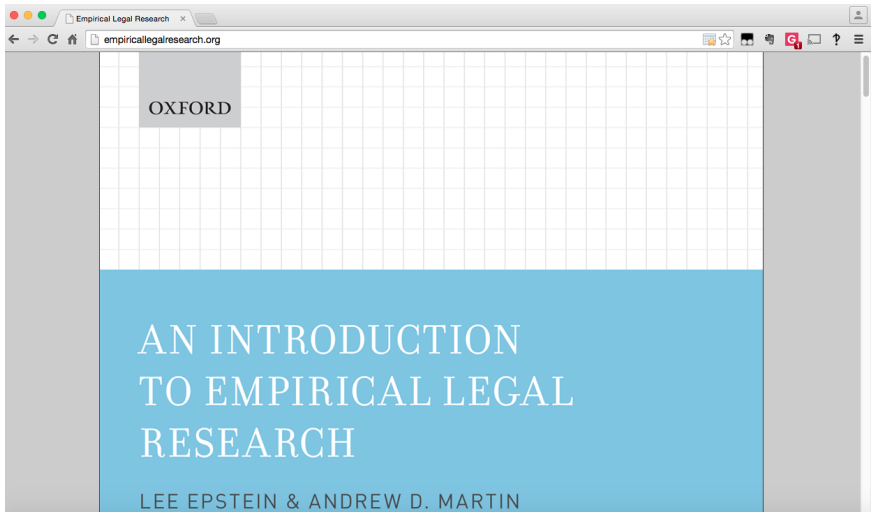 Empirical Legal Research
empiricallegalresearch.org
OXFORD
AN INTRODUCTION
TO EMPIRICAL LEGAL
RESEARCH
LEE EPSTEIN & ANDREW D. MARTIN